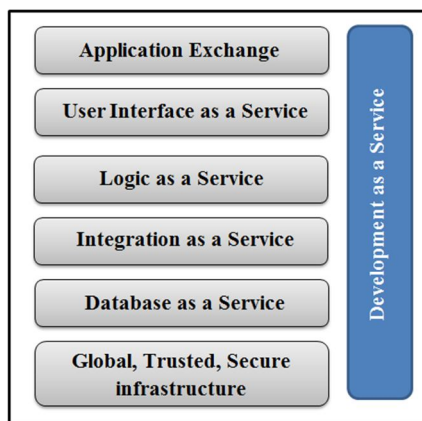 Application Exchange
User Interface as a Service
Logic as a Service
Integration as a Service
Database as a Service
Global, Trusted, Secure
infrastructure
Development as a Service